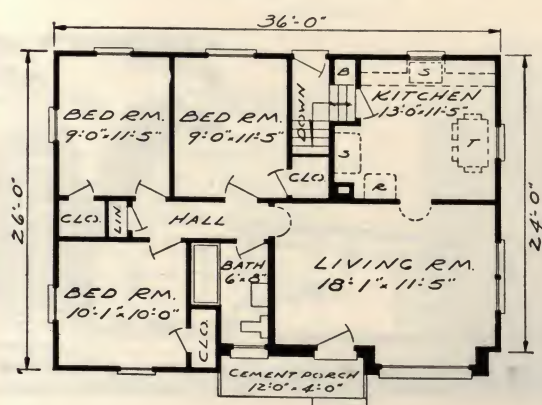 36'-0"
26'-0"
24'-0"
BED RM.
9'-0"x11'-5"
BED RM.
9'-0"x11'-5"
DOWN
B
S
KITCHEN
13'-0"x11'-5"
T
S
R
CLO.
CLO.
LIN.
HALL
BATH
6'x8'
LIVING RM.
18'-1"x11'-5"
BED RM.
10'-1"x10'-0"
CLO.
CEMENT PORCH
12'-0"x4'-0"